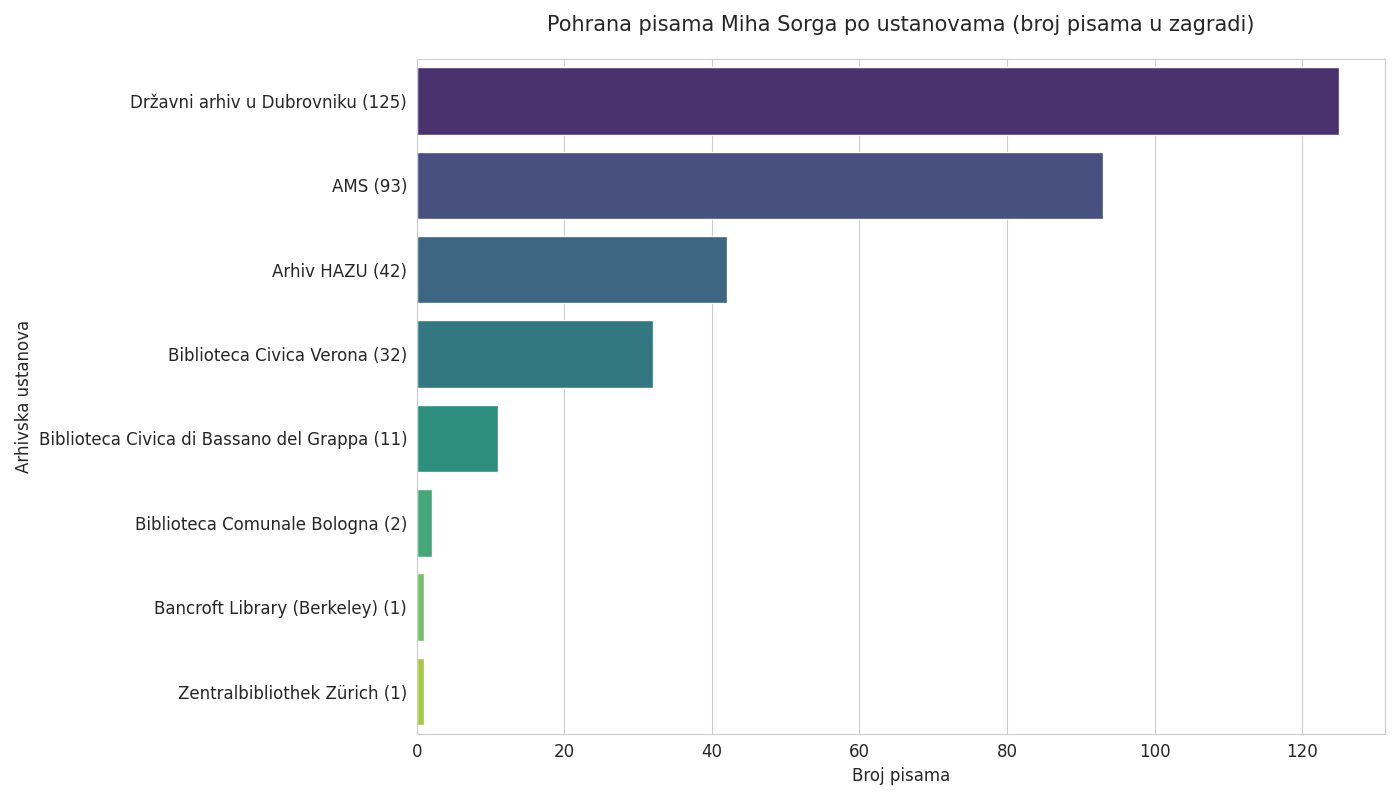 Pohrana pisama Miha Sorga po ustanovama (broj pisama u zagradi)
Arhivska ustanova
Državni arhiv u Dubrovniku (125)
AMS (93)
Arhiv HAZU (42)
Biblioteca Civica Verona (32)
Biblioteca Civica di Bassano del Grappa (11)
Biblioteca Comunale Bologna (2)
Bancroft Library (Berkeley) (1)
Zentralbibliothek Zürich (1)
0 20 40 60 80 100 120
Broj pisama